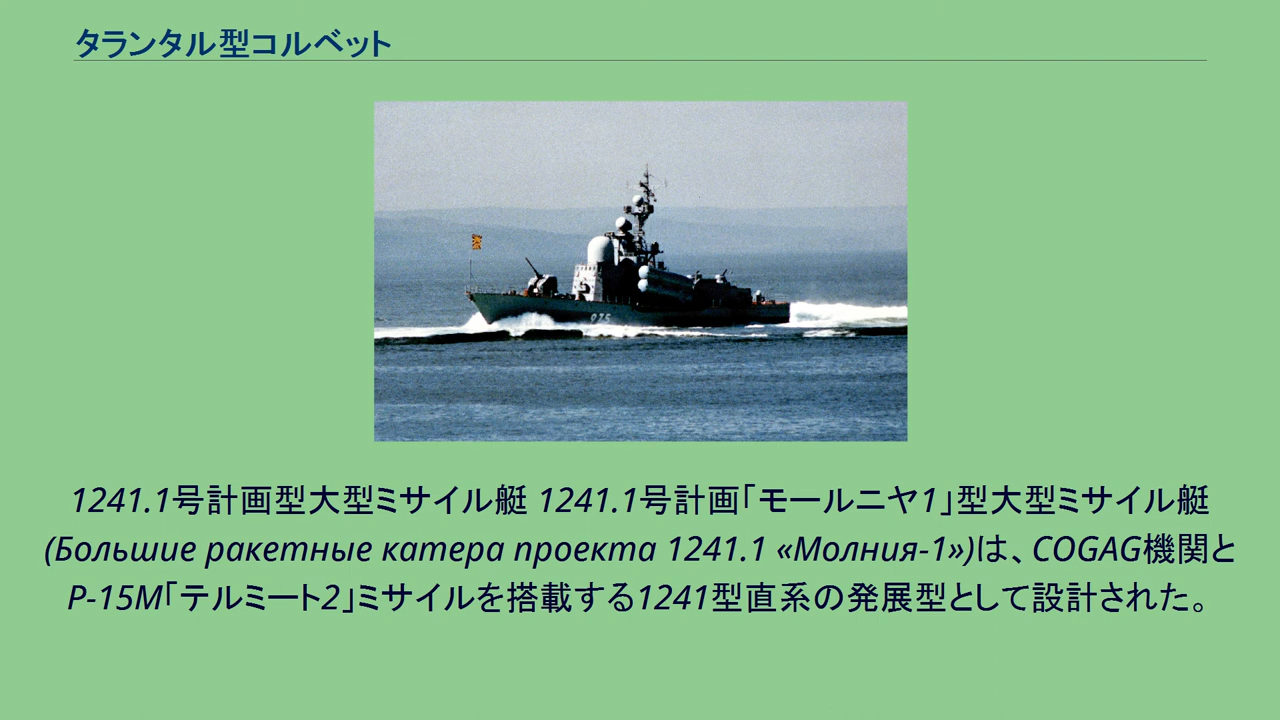 タランタル型コルベット
975
1241.1号計画型大型ミサイル艇 1241.1号計画｢モールニヤ1｣型大型ミサイル艇
(Большие ракетные катера проекта 1241.1 «Молния-1»)は、COGAG機関と
P-15M｢テルミート2｣ミサイルを搭載する1241型直系の発展型として設計された。